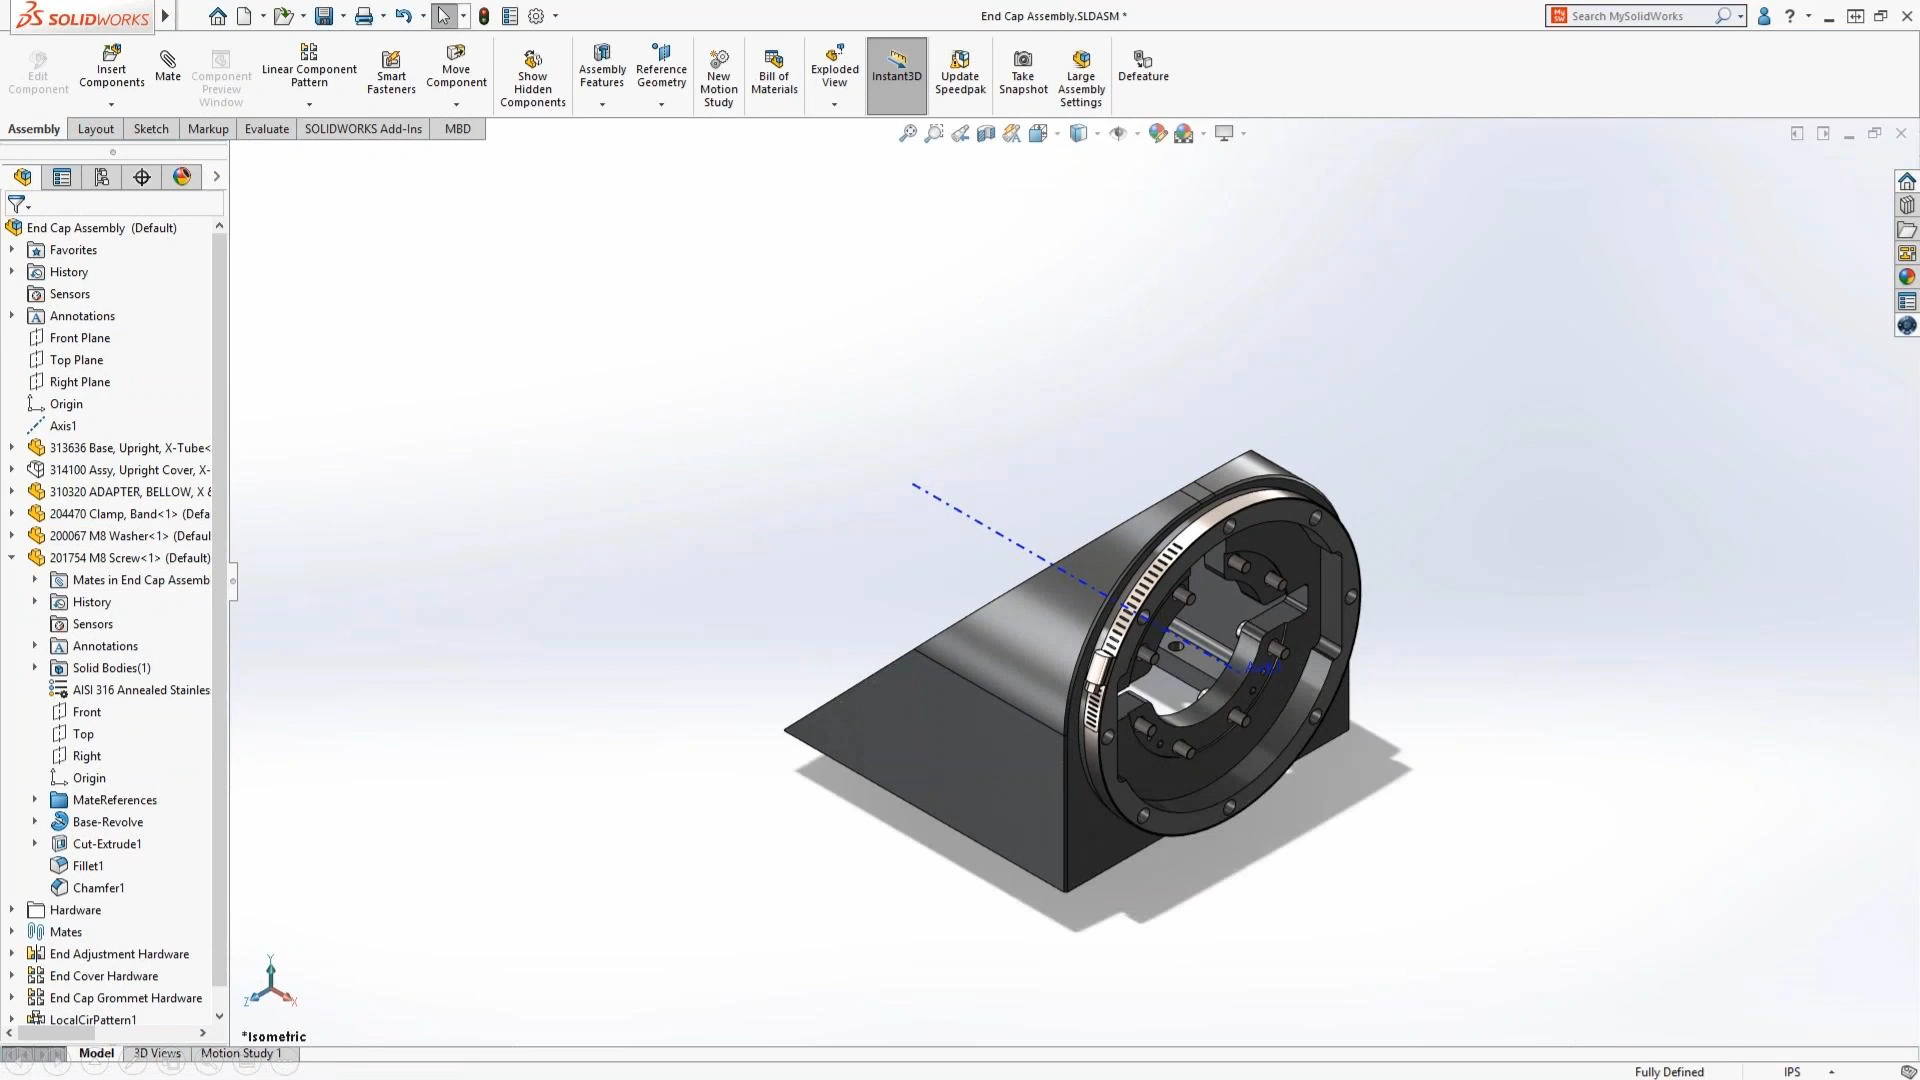 SOLIDWORKS
End Cap Assembly.SLDASM *
Search MySolidWorks
Edit Component
Insert Components
Mate
Component Preview Window
Linear Component Pattern
Smart Fasteners
Move Component
Show Hidden Components
Assembly Features
Reference Geometry
New Motion Study
Bill of Materials
Exploded View
Instant3D
Update Speedpak
Take Snapshot
Large Assembly Settings
Defeature
Assembly
Layout
Sketch
Markup
Evaluate
SOLIDWORKS Add-Ins
MBD
End Cap Assembly (Default)
Favorites
History
Sensors
Annotations
Front Plane
Top Plane
Right Plane
Origin
Axis1
313636 Base, Upright, X-Tube<
314100 Assy, Upright Cover, X-
310320 ADAPTER, BELLOW, X &
204470 Clamp, Band<1> (Defa
200067 M8 Washer<1> (Defaul
201754 M8 Screw<1> (Default)
Mates in End Cap Assemb
History
Sensors
Annotations
Solid Bodies(1)
AISI 316 Annealed Stainles
Front
Top
Right
Origin
MateReferences
Base-Revolve
Cut-Extrude1
Fillet1
Chamfer1
Hardware
Mates
End Adjustment Hardware
End Cover Hardware
End Cap Grommet Hardware
LocalCirPattern1
Axis1
Y
Z
X
*Isometric
Model
3D Views
Motion Study 1
Fully Defined
IPS